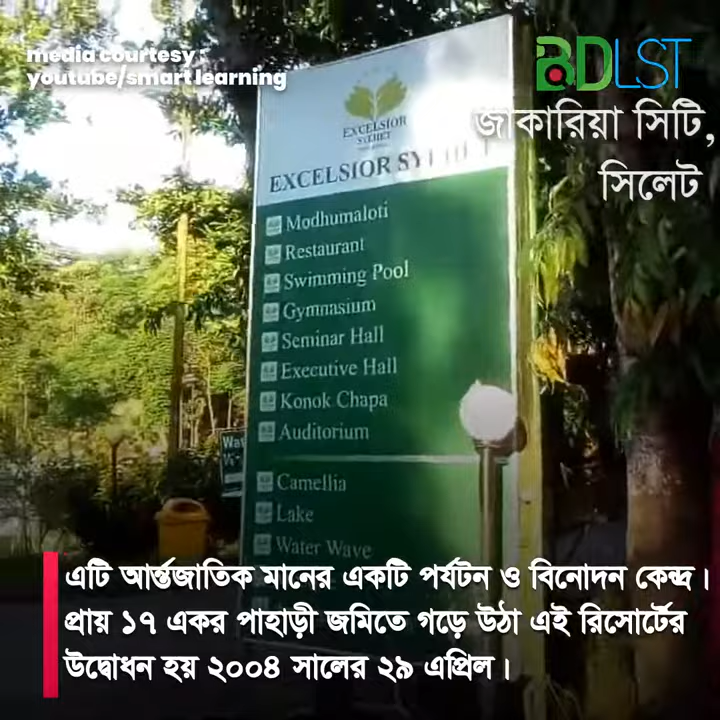 media courtesy :
youtube/smart learning
BDLST
জাকারিয়া সিটি,
সিলেট
EXCELSIOR
SYLHET
EXCELSIOR SYLHET
Modhumaloti
Restaurant
Swimming Pool
Gymnasium
Seminar Hall
Executive Hall
Konok Chapa
Auditorium
Camellia
Lake
Water Wave
এটি আর্ন্তজাতিক মানের একটি পর্যটন ও বিনোদন কেন্দ্র।
প্রায় ১৭ একর পাহাড়ী জমিতে গড়ে উঠা এই রিসোর্টের
উদ্বোধন হয় ২০০৪ সালের ২৯ এপ্রিল।